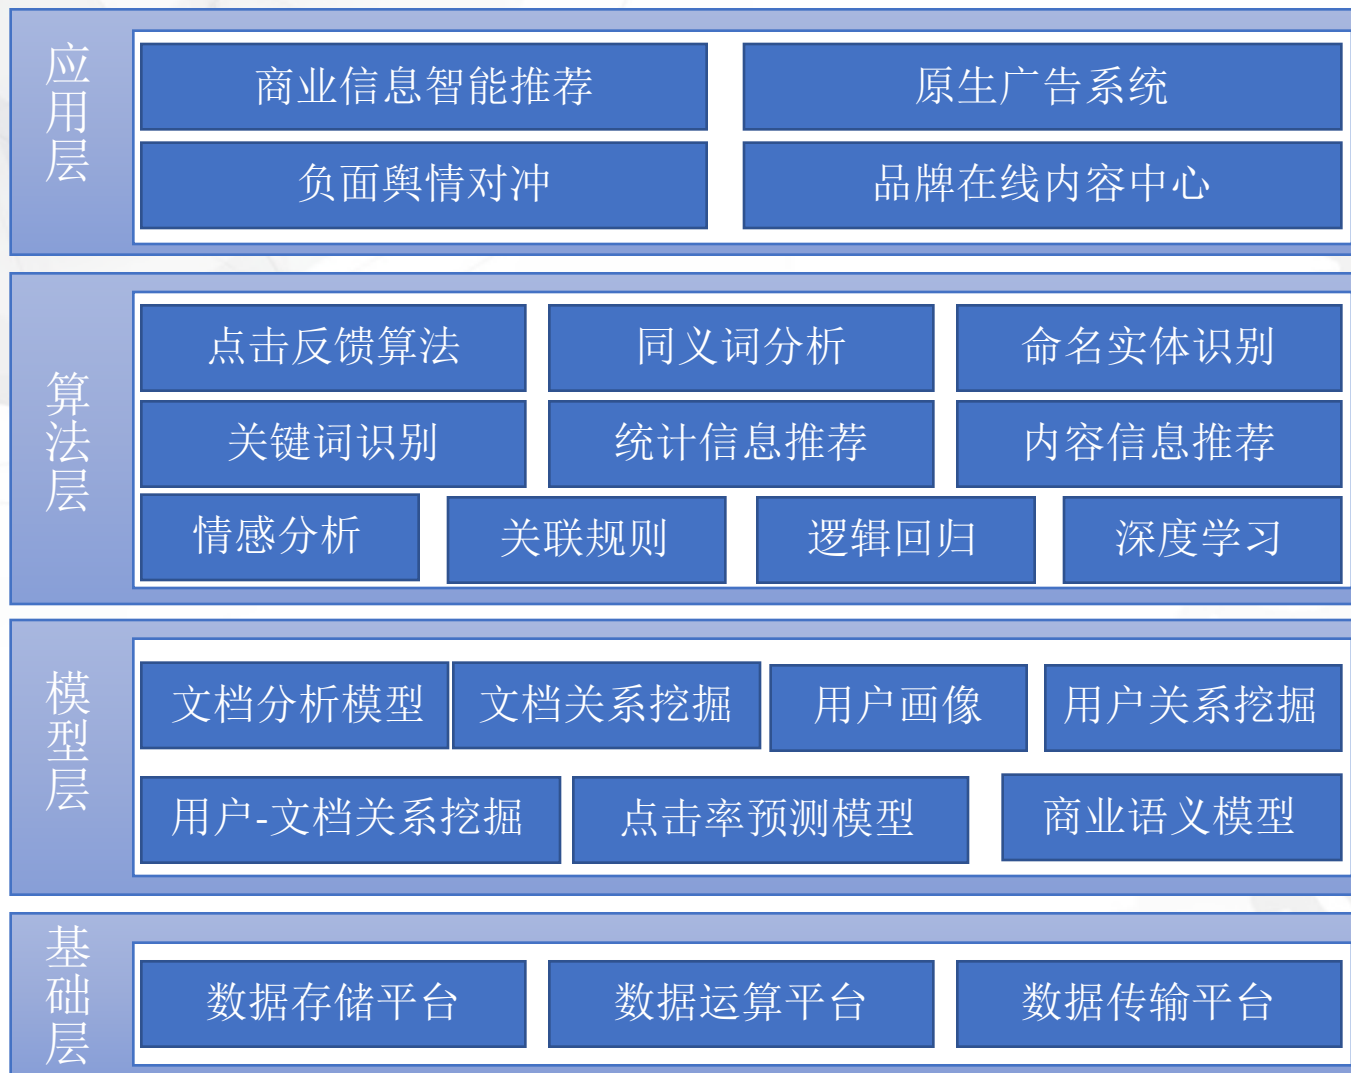 应用层
商业信息智能推荐
原生广告系统
负面舆情对冲
品牌在线内容中心
算法层
点击反馈算法
同义词分析
命名实体识别
关键词识别
统计信息推荐
内容信息推荐
情感分析
关联规则
逻辑回归
深度学习
模型层
文档分析模型
文档关系挖掘
用户画像
用户关系挖掘
用户-文档关系挖掘
点击率预测模型
商业语义模型
基础层
数据存储平台
数据运算平台
数据传输平台